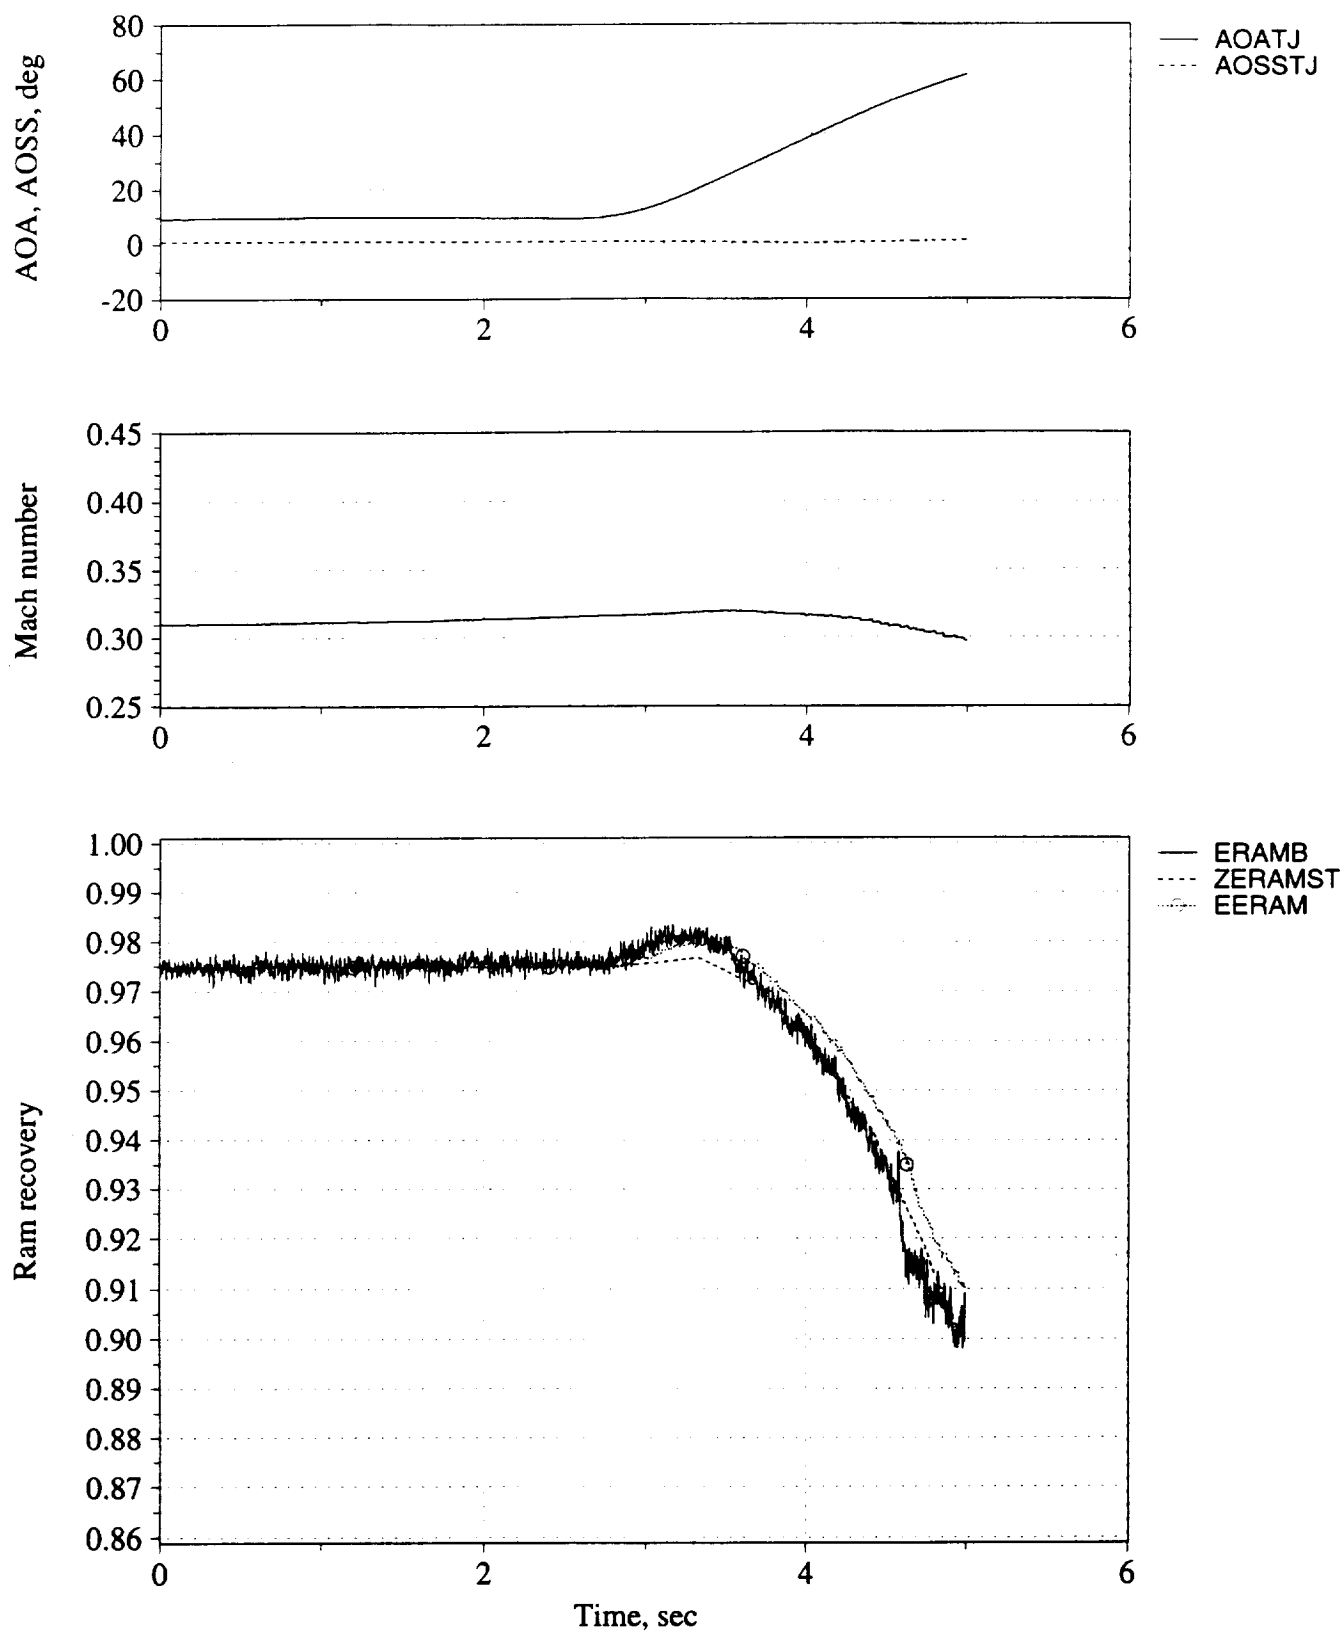 80
60
40
20
0
-20
AOA, AOSS, deg
0 2 4 6
AOATJ
AOSSTJ
0.45
0.40
0.35
0.30
0.25
Mach number
0 2 4 6
1.00
0.99
0.98
0.97
0.96
0.95
0.94
0.93
0.92
0.91
0.90
0.89
0.88
0.87
0.86
Ram recovery
ERAMB
ZERAMST
EERAM
0 2 4 6
Time, sec